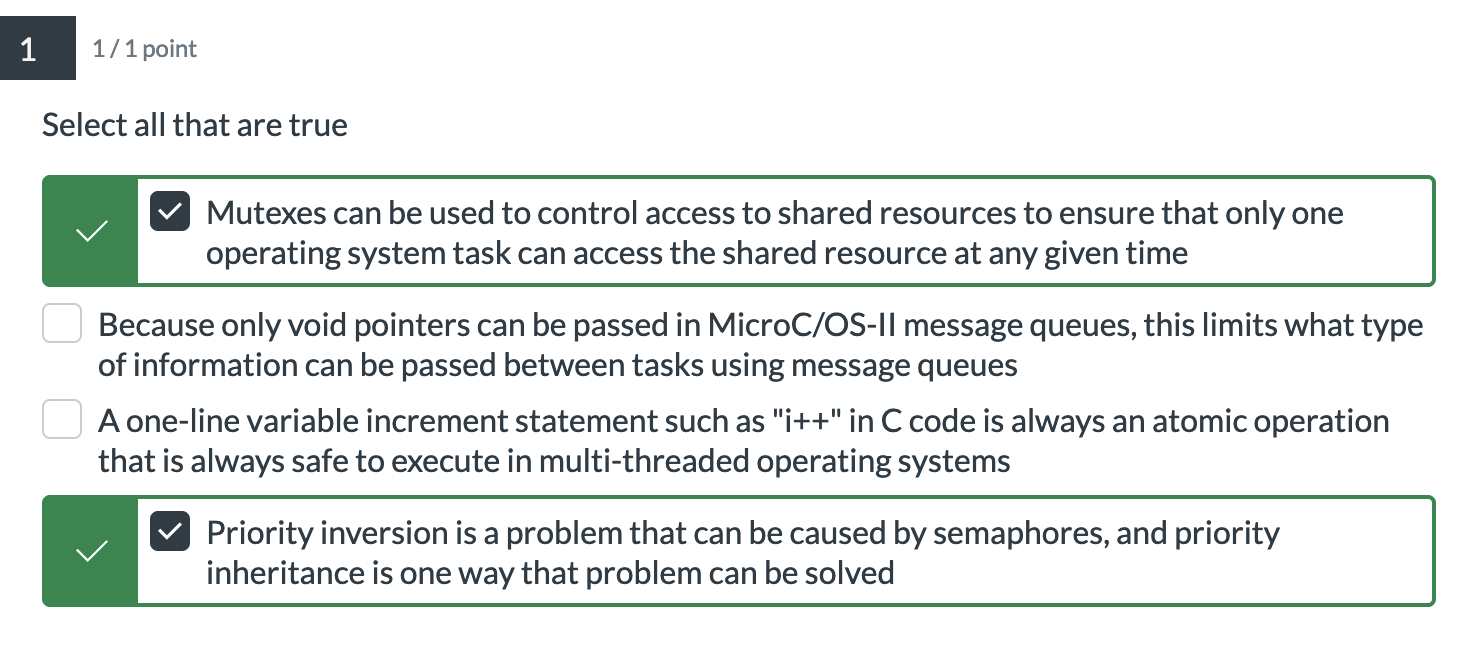 1
1 / 1 point
Select all that are true
Mutexes can be used to control access to shared resources to ensure that only one
operating system task can access the shared resource at any given time
Because only void pointers can be passed in MicroC/OS-II message queues, this limits what type
of information can be passed between tasks using message queues
A one-line variable increment statement such as "i++" in C code is always an atomic operation
that is always safe to execute in multi-threaded operating systems
Priority inversion is a problem that can be caused by semaphores, and priority
inheritance is one way that problem can be solved